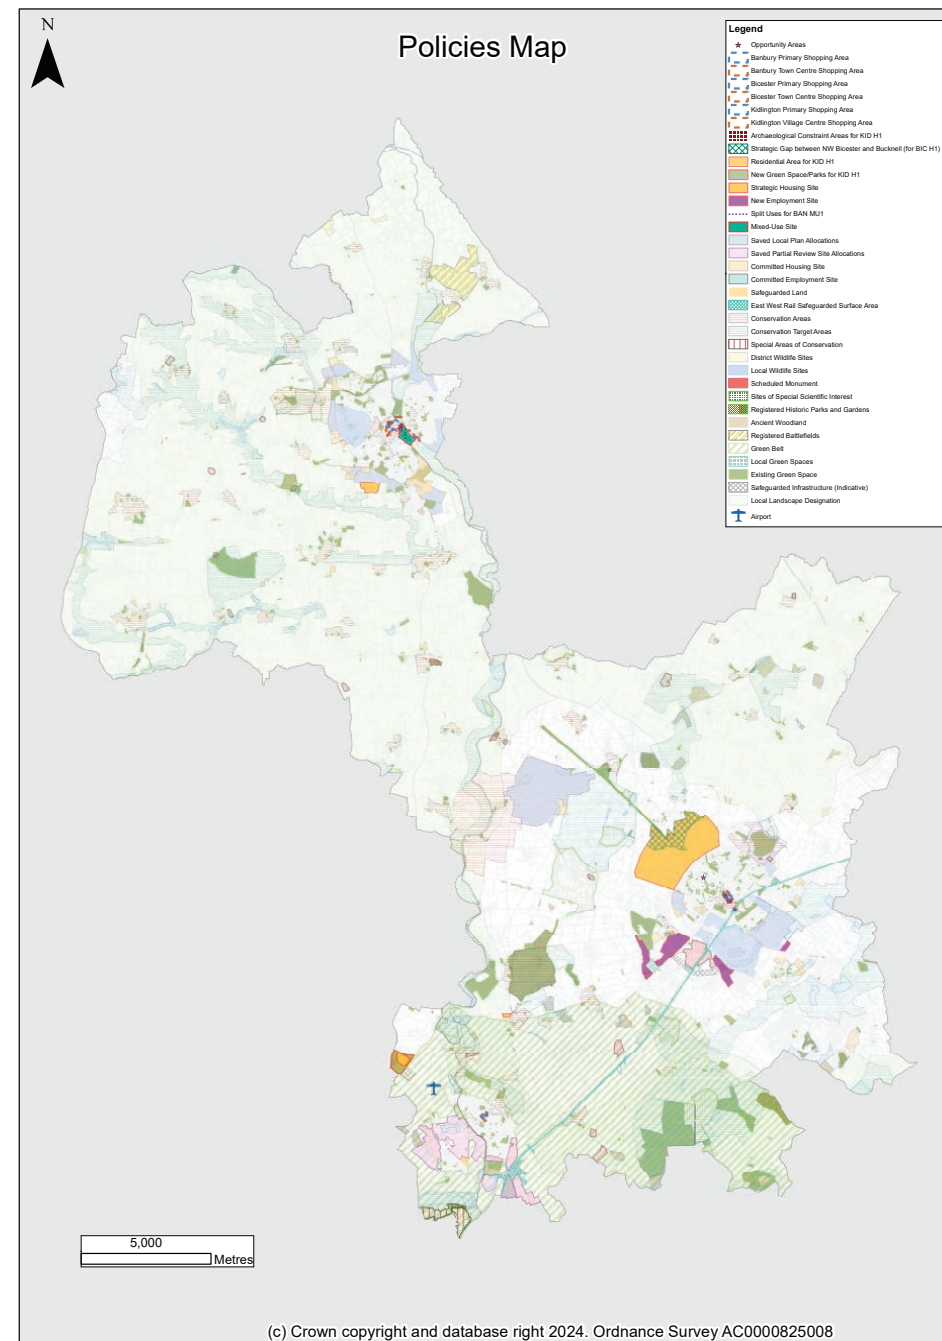 N
Policies Map
Legend
Opportunity Areas
Banbury Primary Shopping Area
Banbury Town Centre Shopping Area
Bicester Primary Shopping Area
Bicester Town Centre Shopping Area
Kidlington Primary Shopping Area
Kidlington Village Centre Shopping Area
Archaeological Constraint Areas for KID H1
Strategic Gap between NW Bicester and Bucknell (for BIC H1)
Residential Area for KID H1
New Green Space/Parks for KID H1
Strategic Housing Site
New Employment Site
Split Uses for BAN MU1
Mixed-Use Site
Saved Local Plan Allocations
Saved Partial Review Site Allocations
Committed Housing Site
Committed Employment Site
Safeguarded Land
East West Rail Safeguarded Surface Area
Conservation Areas
Conservation Target Areas
Special Areas of Conservation
District Wildlife Sites
Local Wildlife Sites
Scheduled Monument
Sites of Special Scientific Interest
Registered Historic Parks and Gardens
Ancient Woodland
Registered Battlefields
Green Belt
Local Green Spaces
Existing Green Space
Safeguarded Infrastructure (Indicative)
Local Landscape Designation
Airport
5,000
Metres
(c) Crown copyright and database right 2024. Ordnance Survey AC0000825008